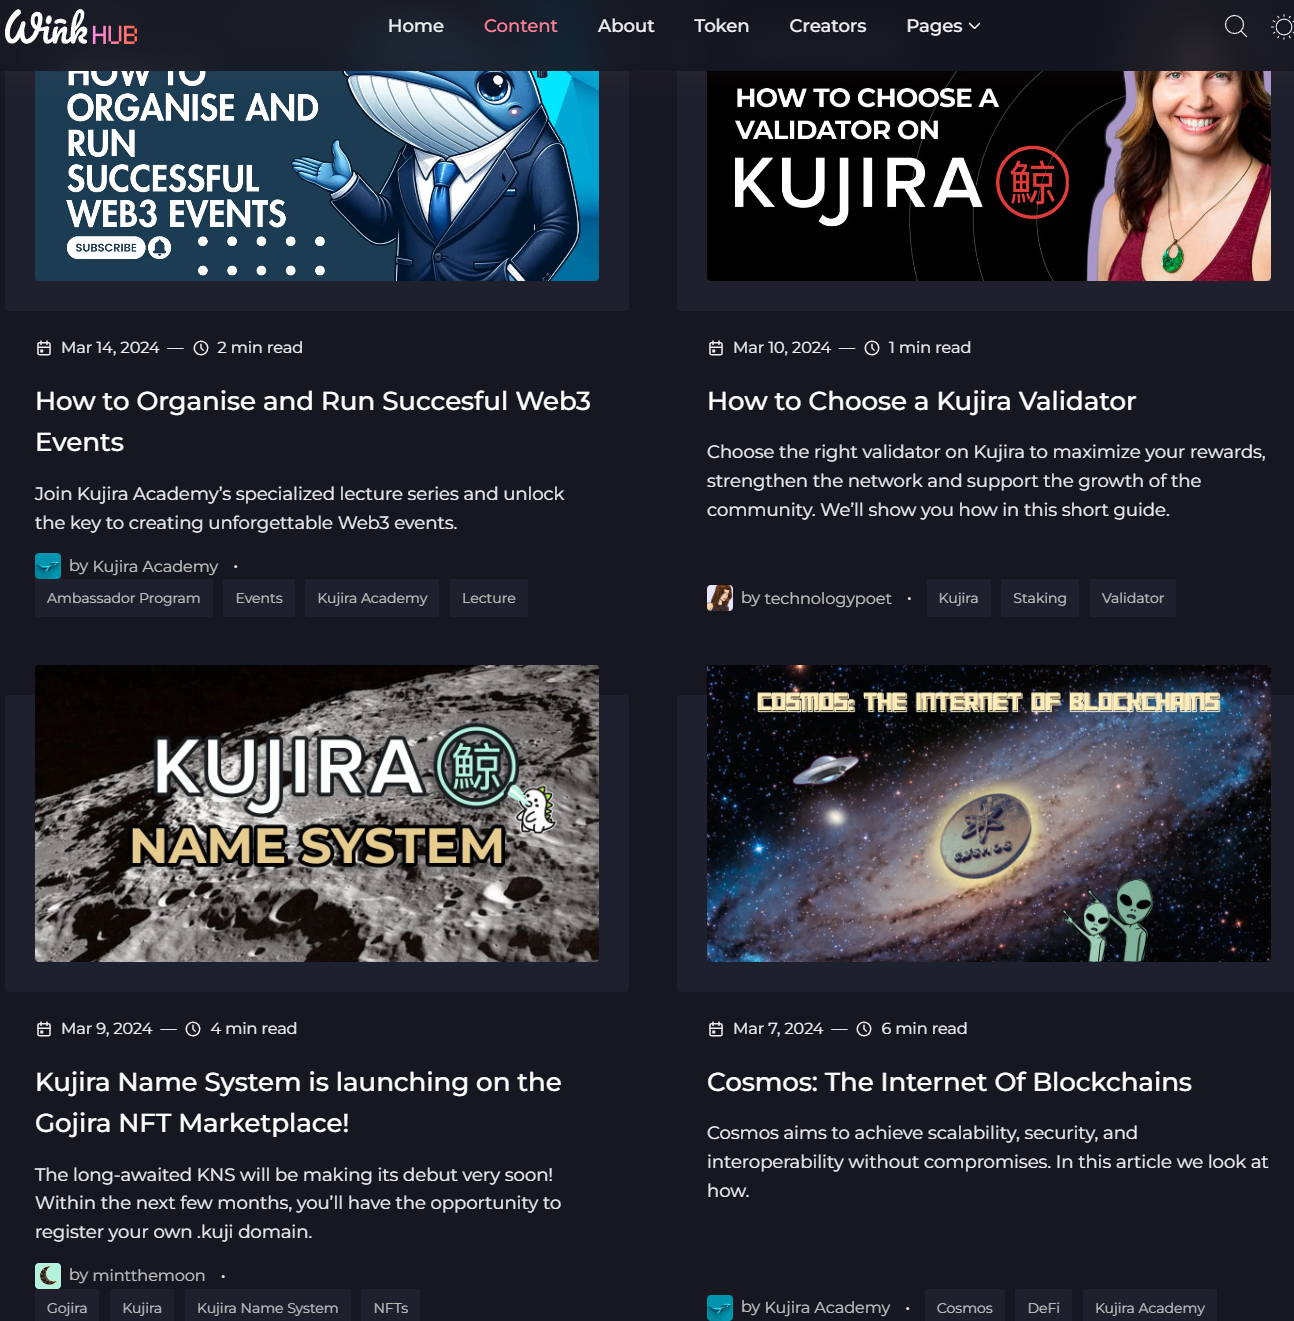 Wink HUB
Home
Content
About
Token
Creators
Pages
HOW TO
ORGANISE AND
RUN
SUCCESSFUL
WEB3 EVENTS
SUBSCRIBE
HOW TO CHOOSE A
VALIDATOR ON
KUJIRA 鯨
Mar 14, 2024 — 2 min read
How to Organise and Run Succesful Web3
Events
Join Kujira Academy’s specialized lecture series and unlock
the key to creating unforgettable Web3 events.
by Kujira Academy •
Ambassador Program
Events
Kujira Academy
Lecture
Mar 10, 2024 — 1 min read
How to Choose a Kujira Validator
Choose the right validator on Kujira to maximize your rewards,
strengthen the network and support the growth of the
community. We’ll show you how in this short guide.
by technologypoet •
Kujira
Staking
Validator
KUJIRA 鯨
NAME SYSTEM
COSMOS: THE INTERNET OF BLOCKCHAINS
COSMOS
Mar 9, 2024 — 4 min read
Kujira Name System is launching on the
Gojira NFT Marketplace!
The long-awaited KNS will be making its debut very soon!
Within the next few months, you’ll have the opportunity to
register your own .kuji domain.
by mintthemoon •
Gojira
Kujira
Kujira Name System
NFTs
Mar 7, 2024 — 6 min read
Cosmos: The Internet Of Blockchains
Cosmos aims to achieve scalability, security, and
interoperability without compromises. In this article we look at
how.
by Kujira Academy •
Cosmos
DeFi
Kujira Academy